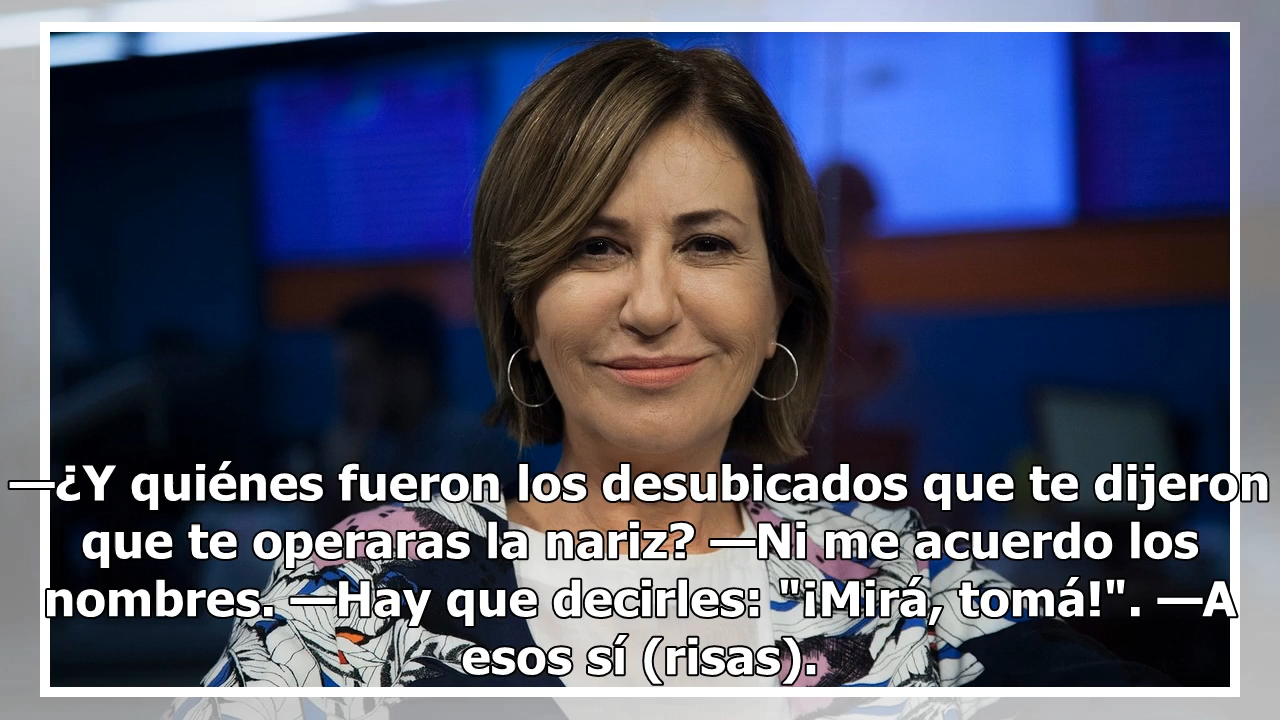 —¿Y quiénes fueron los desubicados que te dijeron
que te operaras la nariz? —Ni me acuerdo los
nombres. —Hay que decirles: "¡Mirá, tomá!". —A
esos sí (risas).